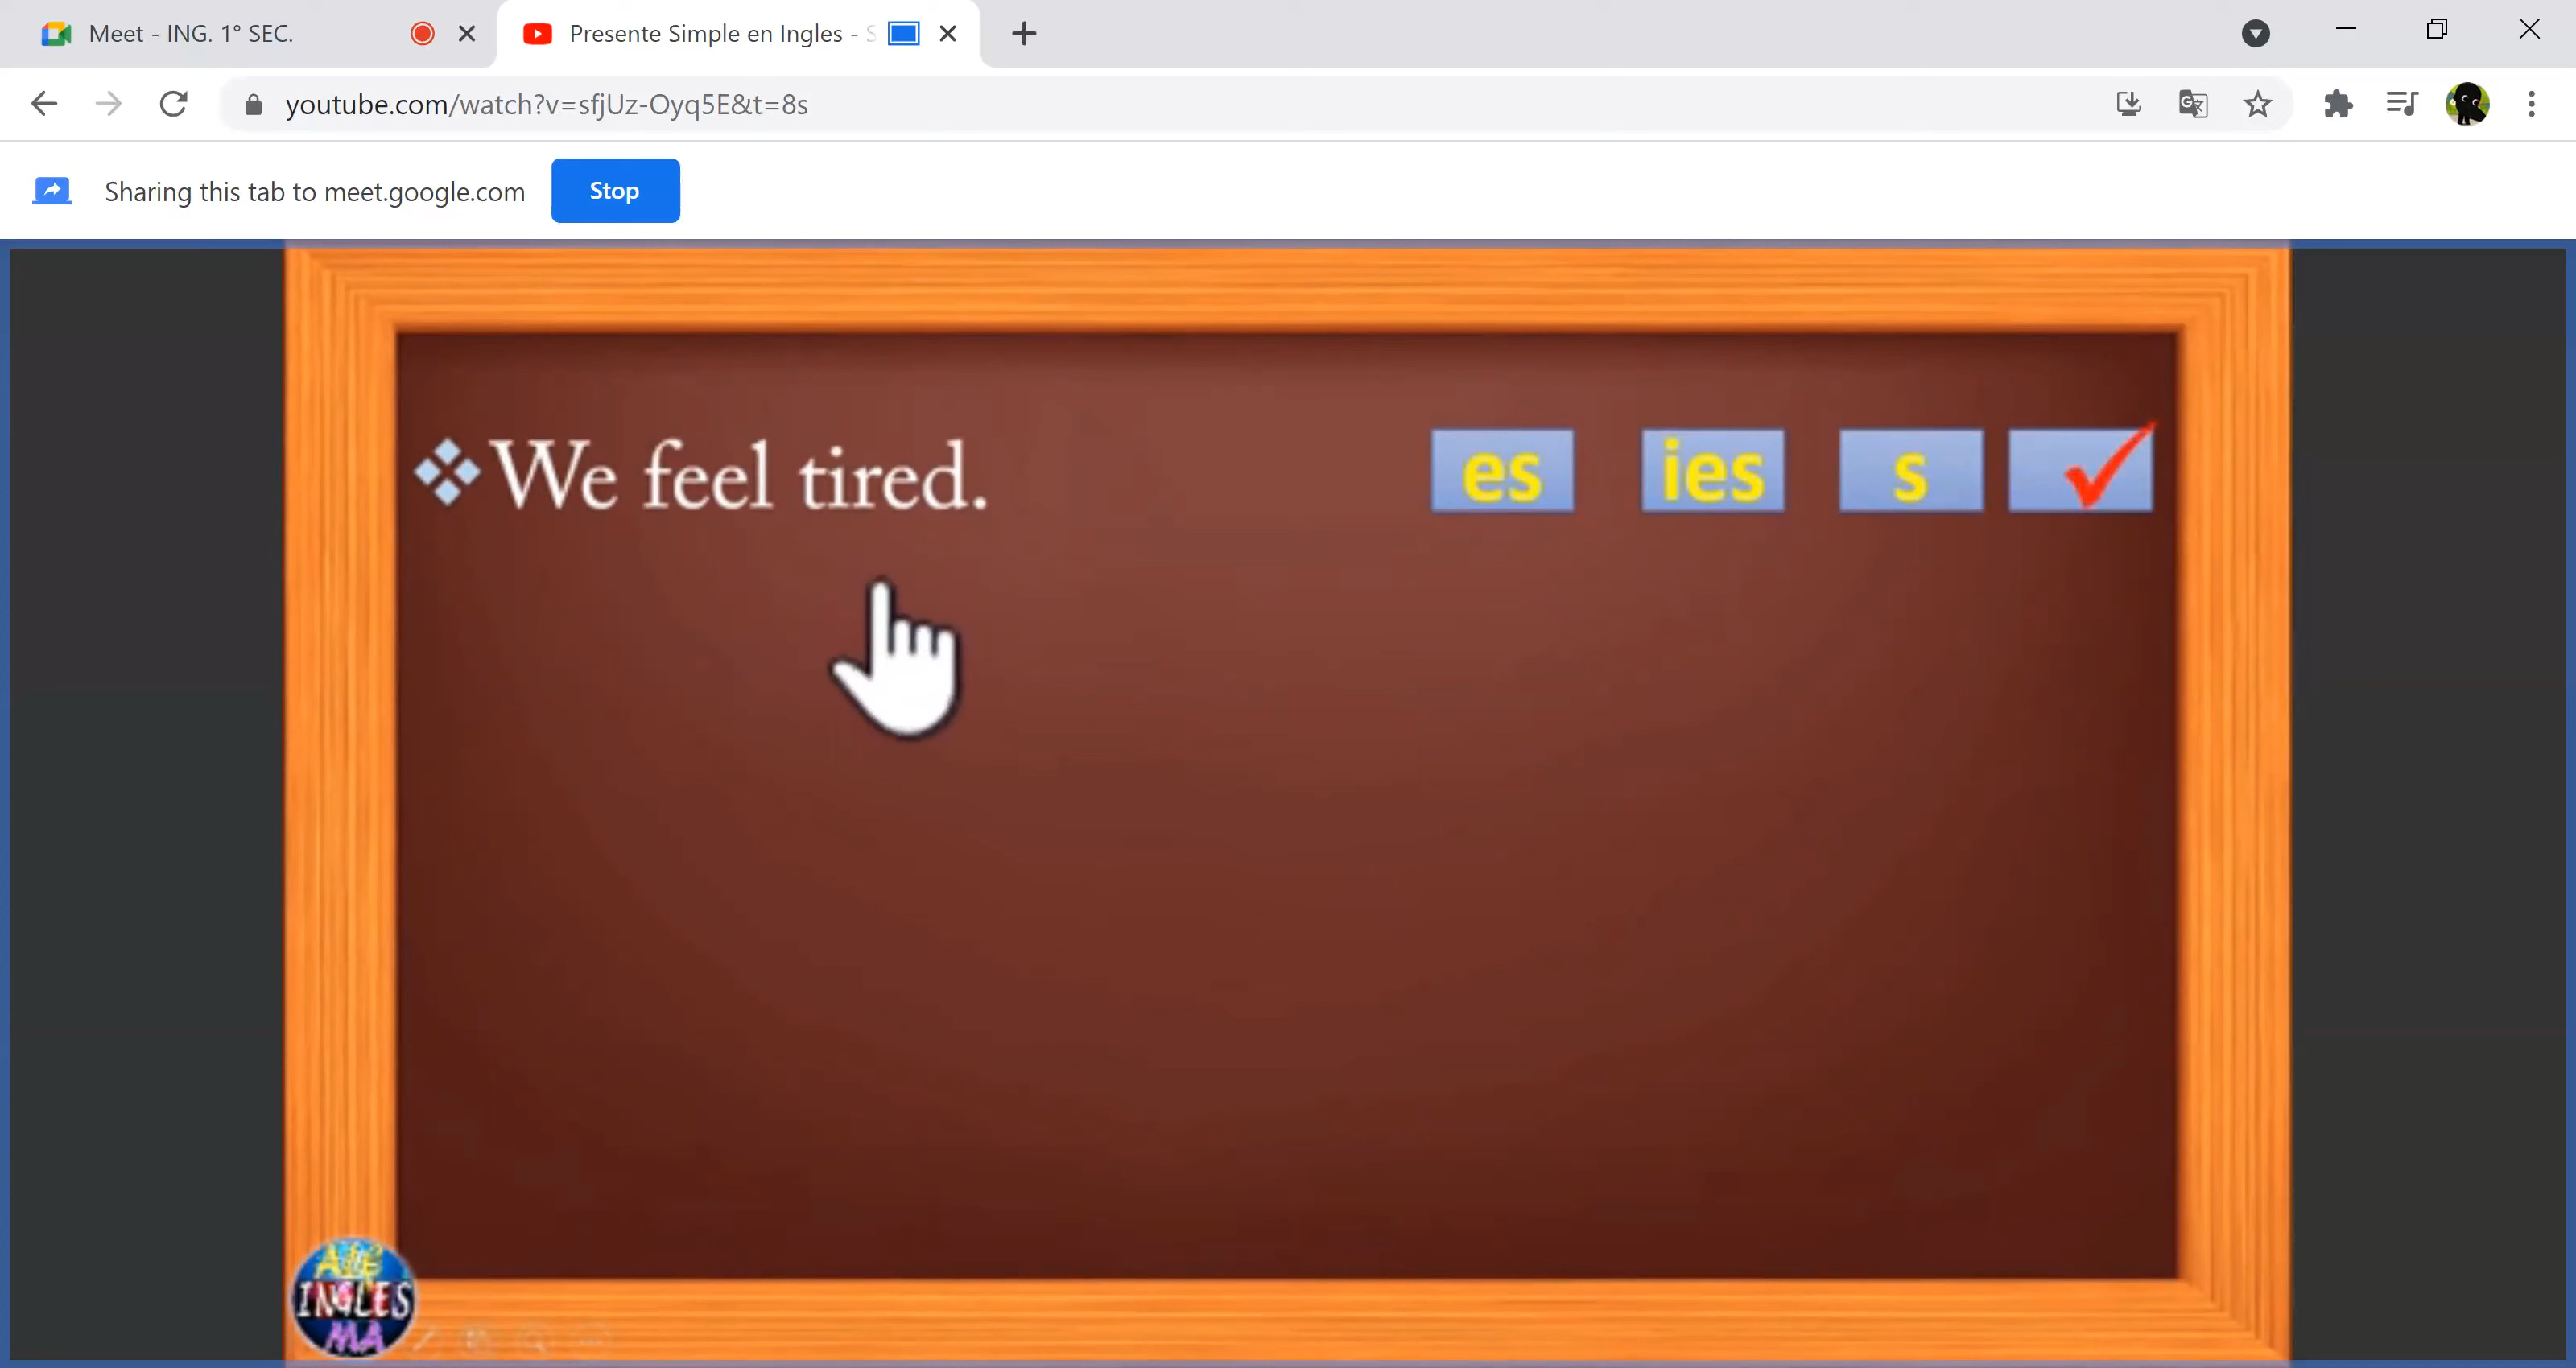 Meet - ING. 1° SEC.
Presente Simple en Ingles - S
youtube.com/watch?v=sfjUz-Oyq5E&t=8s
Sharing this tab to meet.google.com
Stop
We feel tired.
es ies s
INGLES
MA